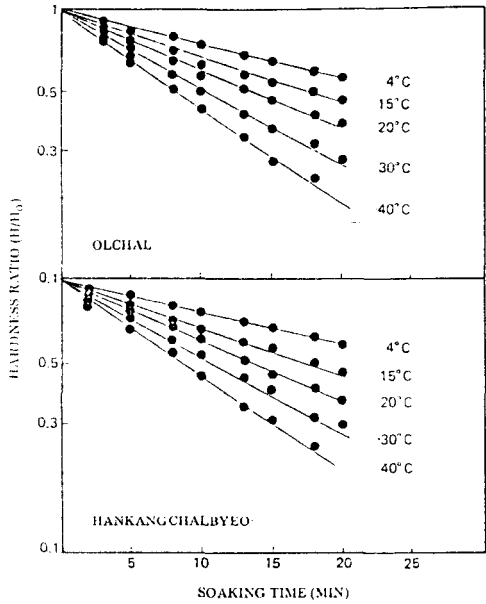 1
0.5
0.3
4°C
15°C
20°C
30°C
40°C
OLCHAL
HARDNESS RATIO (H/H₀)
0.1
0.5
0.3
0.1
4°C
15°C
20°C
30°C
40°C
HANKANGCHALBYEO
0
5
10
15
20
25
SOAKING TIME (MIN)